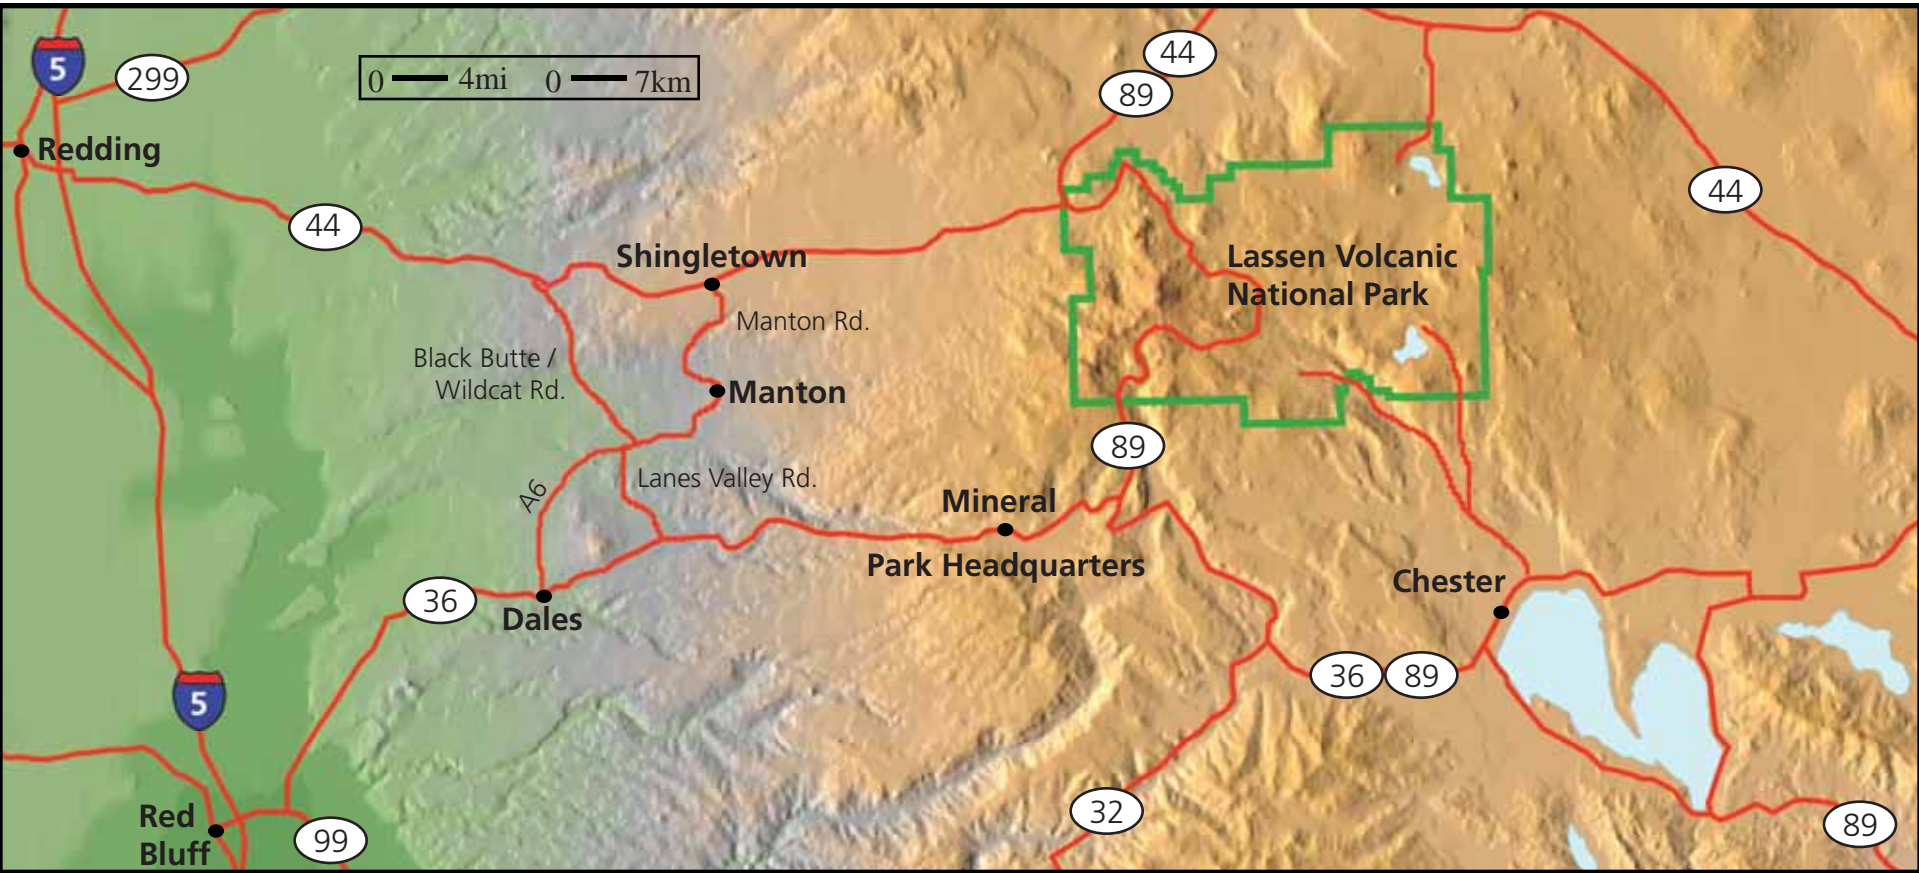 44
5
299
0 4mi 0 7km
89
Redding
44
44
Shingletown
Lassen Volcanic
National Park
Manton Rd.
Black Butte /
Wildcat Rd.
Manton
89
A6
Lanes Valley Rd.
Mineral
Park Headquarters
Chester
36
Dales
36
89
5
32
Red
Bluff
99
89